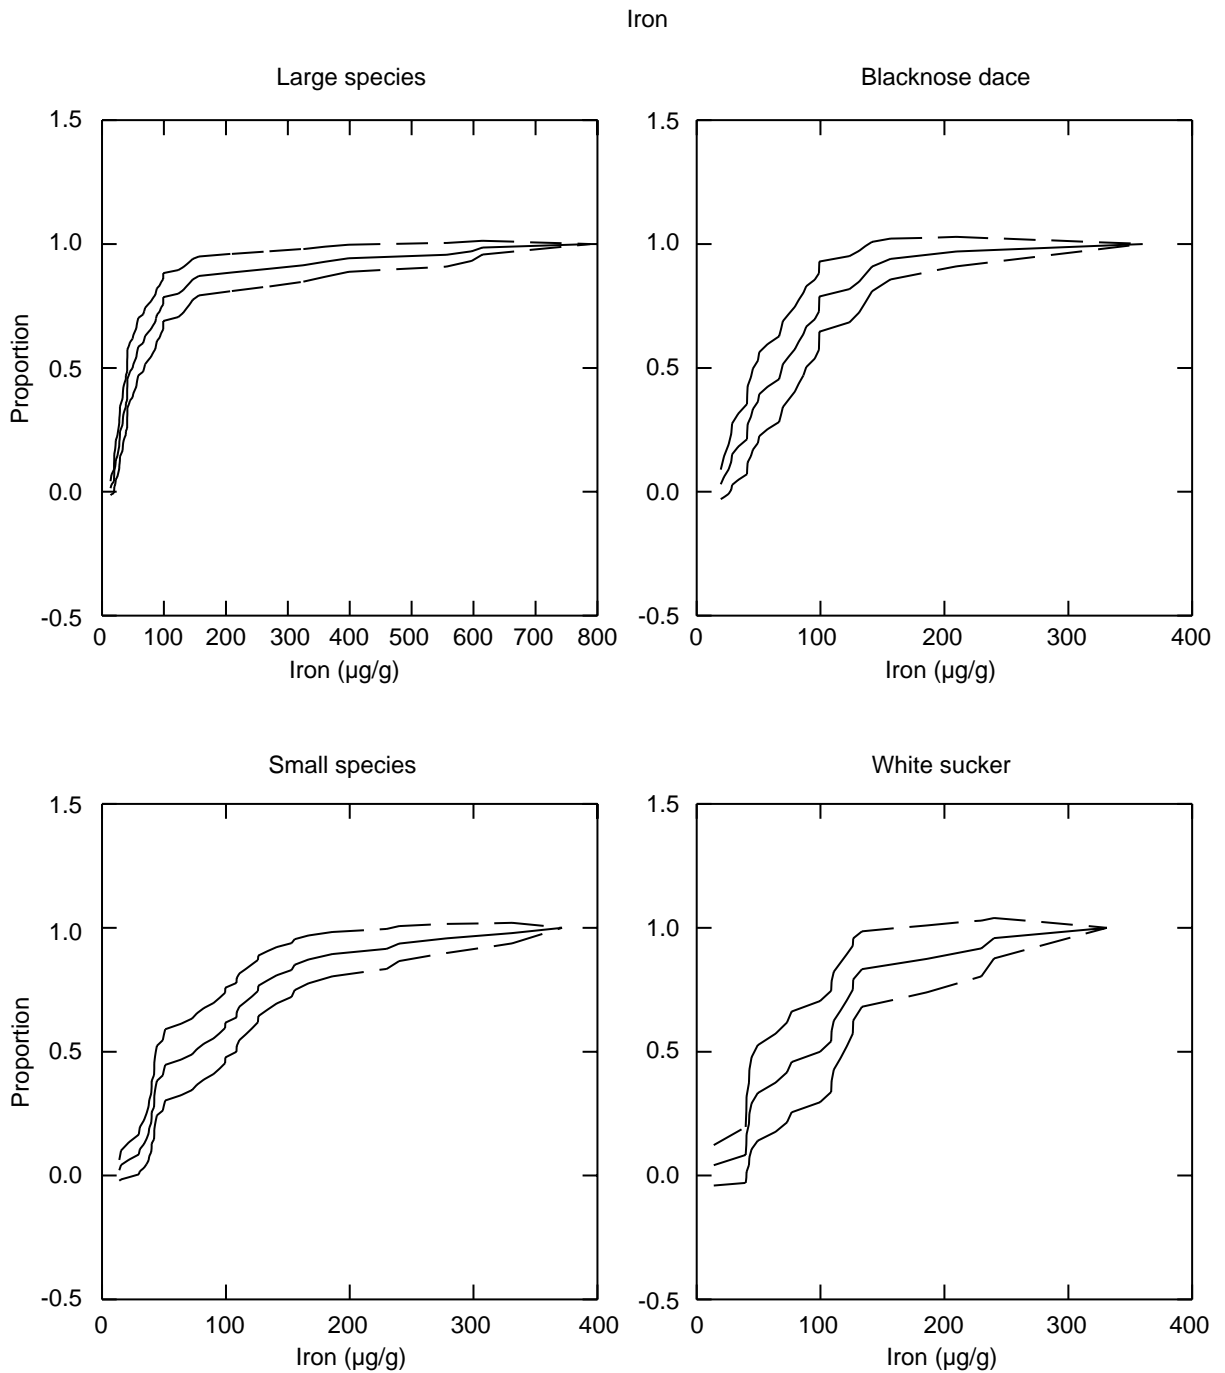 Iron
Large species
1.5
1.0
0.5
0.0
-0.5
Proportion
0 100 200 300 400 500 600 700 800
Iron (µg/g)
Blacknose dace
1.5
1.0
0.5
0.0
-0.5
0 100 200 300 400
Iron (µg/g)
Small species
1.5
1.0
0.5
0.0
-0.5
Proportion
0 100 200 300 400
Iron (µg/g)
White sucker
1.5
1.0
0.5
0.0
-0.5
0 100 200 300 400
Iron (µg/g)